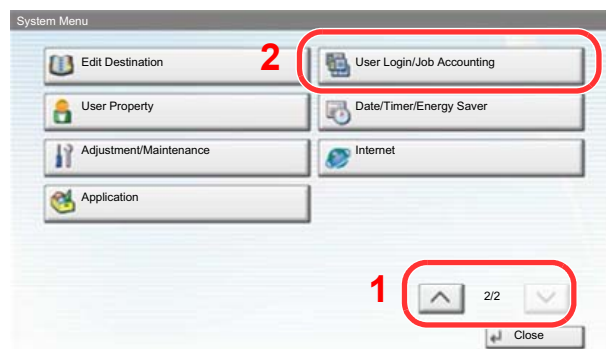 System Menu
Edit Destination
2
User Login/Job Accounting
User Property
Date/Timer/Energy Saver
Adjustment/Maintenance
Internet
Application
1
2/2
Close